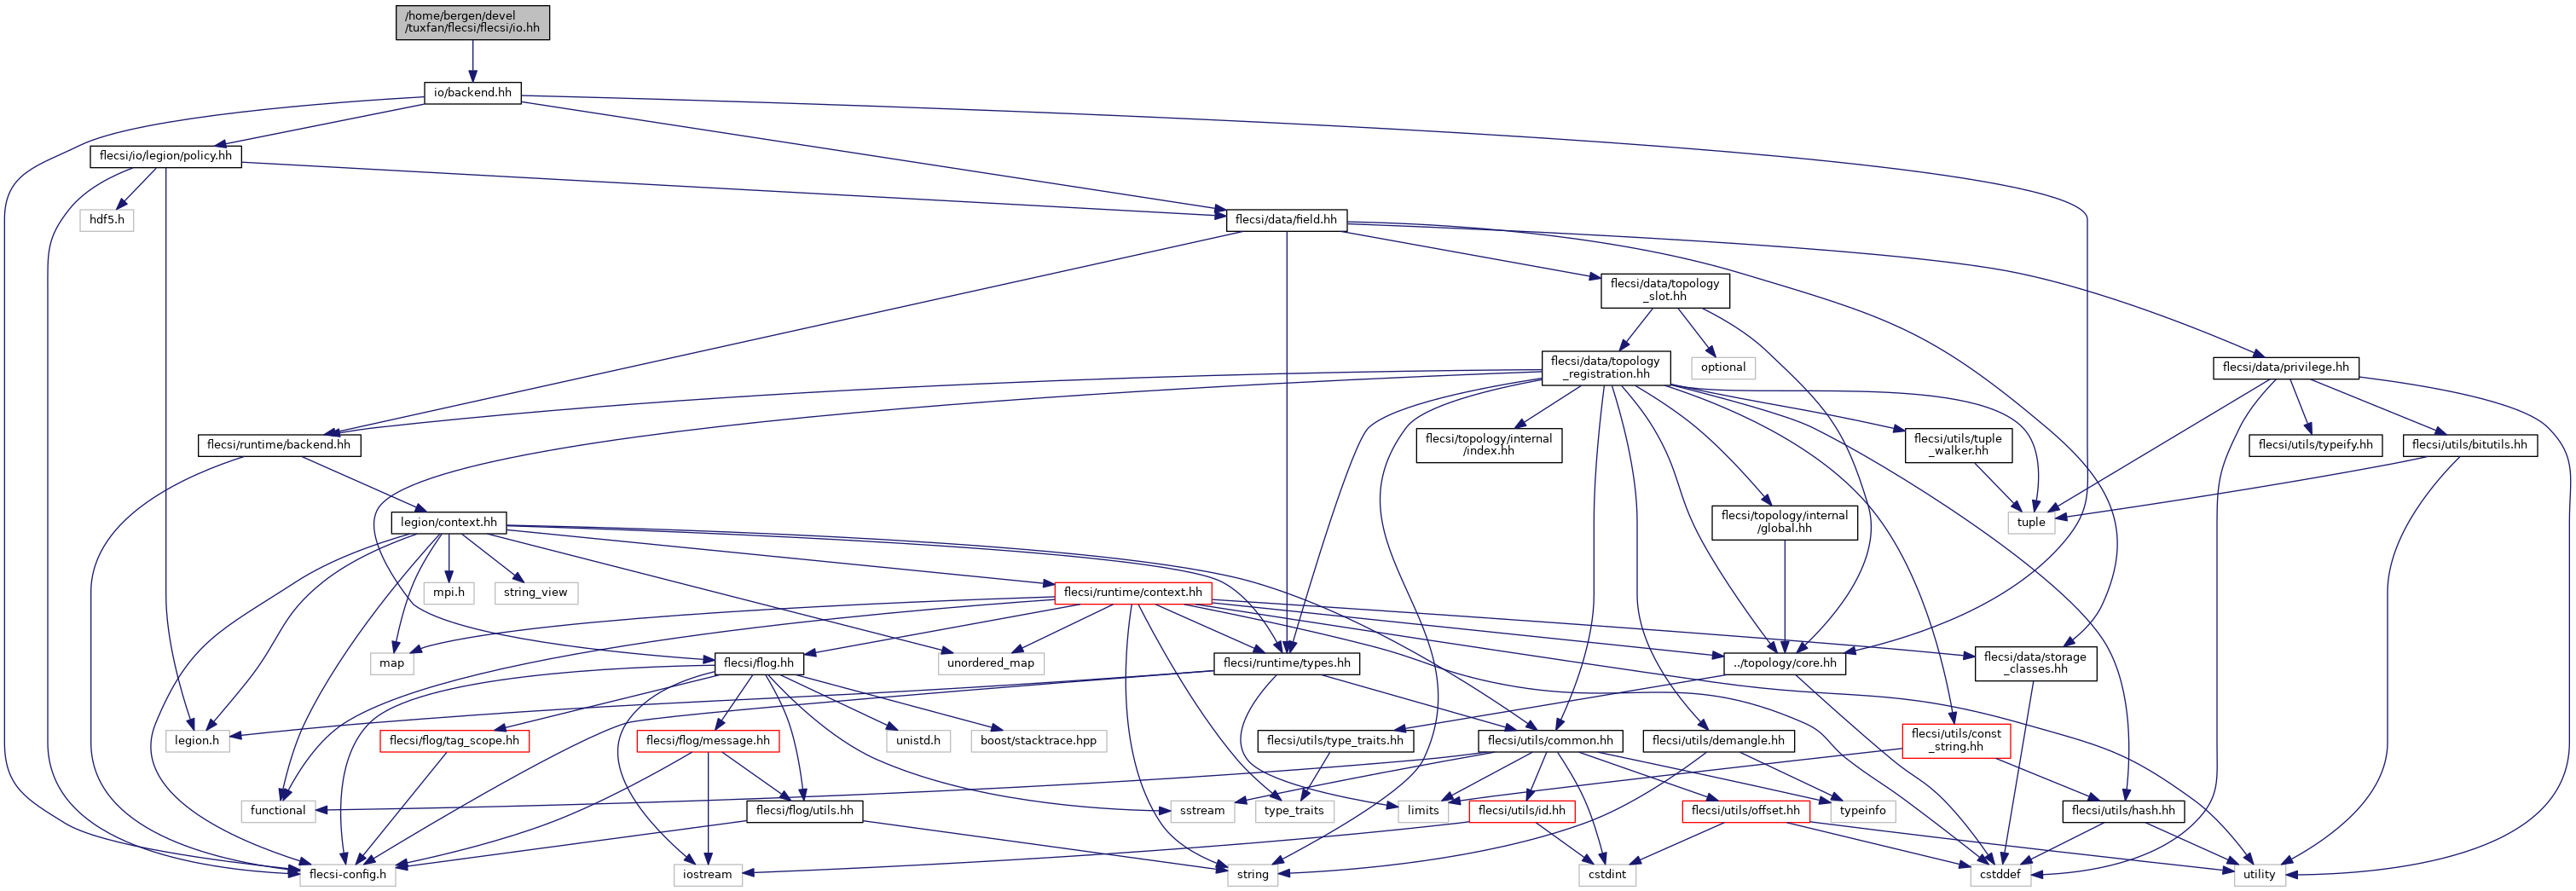 /home/bergen/devel
/tuxfan/flecsi/flecsi/io.hh
io/backend.hh
flecsi/io/legion/policy.hh
hdf5.h
flecsi/data/field.hh
flecsi/data/topology
_slot.hh
flecsi/data/topology
_registration.hh
optional
flecsi/data/privilege.hh
flecsi/runtime/backend.hh
flecsi/topology/internal
/index.hh
flecsi/utils/tuple
_walker.hh
flecsi/utils/typeify.hh
flecsi/utils/bitutils.hh
legion/context.hh
flecsi/topology/internal
/global.hh
tuple
mpi.h
string_view
flecsi/runtime/context.hh
map
flecsi/flog.hh
unordered_map
flecsi/runtime/types.hh
../topology/core.hh
flecsi/data/storage
_classes.hh
legion.h
flecsi/flog/tag_scope.hh
flecsi/flog/message.hh
unistd.h
boost/stacktrace.hpp
flecsi/utils/type_traits.hh
flecsi/utils/common.hh
flecsi/utils/demangle.hh
flecsi/utils/const
_string.hh
functional
flecsi/flog/utils.hh
sstream
type_traits
limits
flecsi/utils/id.hh
flecsi/utils/offset.hh
typeinfo
flecsi/utils/hash.hh
flecsi-config.h
iostream
string
cstdint
cstddef
utility